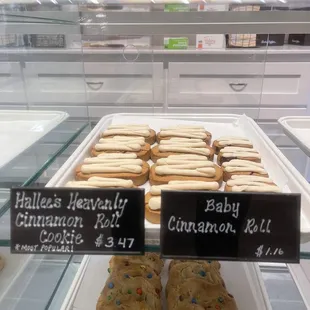 Hallee's Heavenly
Cinnamon Roll
Cookie $3.47
* Most Popular
Baby
Cinnamon Roll
$1.16